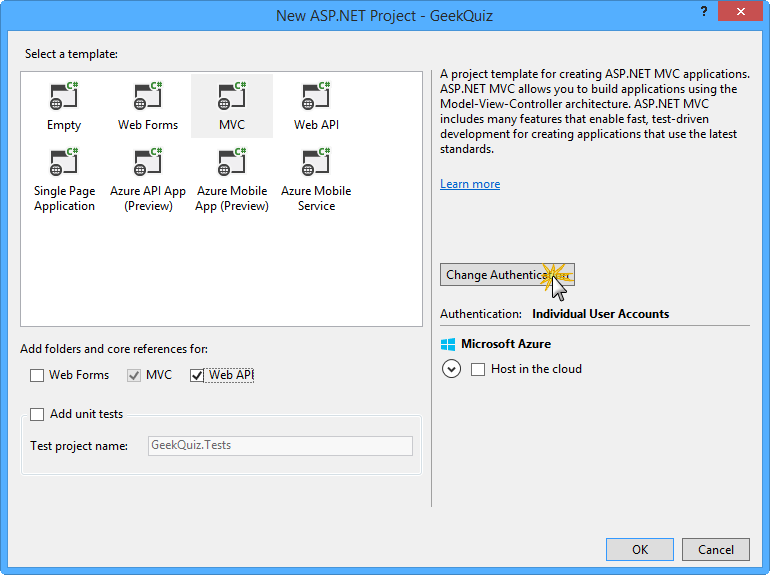 New ASP.NET Project - GeekQuiz
?
Select a template:
C#
C#
C#
C#
Empty
Web Forms
MVC
Web API
C#
C#
C#
C#
Single Page
Application
Azure API App
(Preview)
Azure Mobile
App (Preview)
Azure Mobile
Service
A project template for creating ASP.NET MVC applications.
ASP.NET MVC allows you to build applications using the
Model-View-Controller architecture. ASP.NET MVC
includes many features that enable fast, test-driven
development for creating applications that use the latest
standards.
Learn more
Change Authentication
Authentication: Individual User Accounts
Microsoft Azure
Host in the cloud
Add folders and core references for:
Web Forms
MVC
Web API
Add unit tests
Test project name:
GeekQuiz.Tests
OK
Cancel